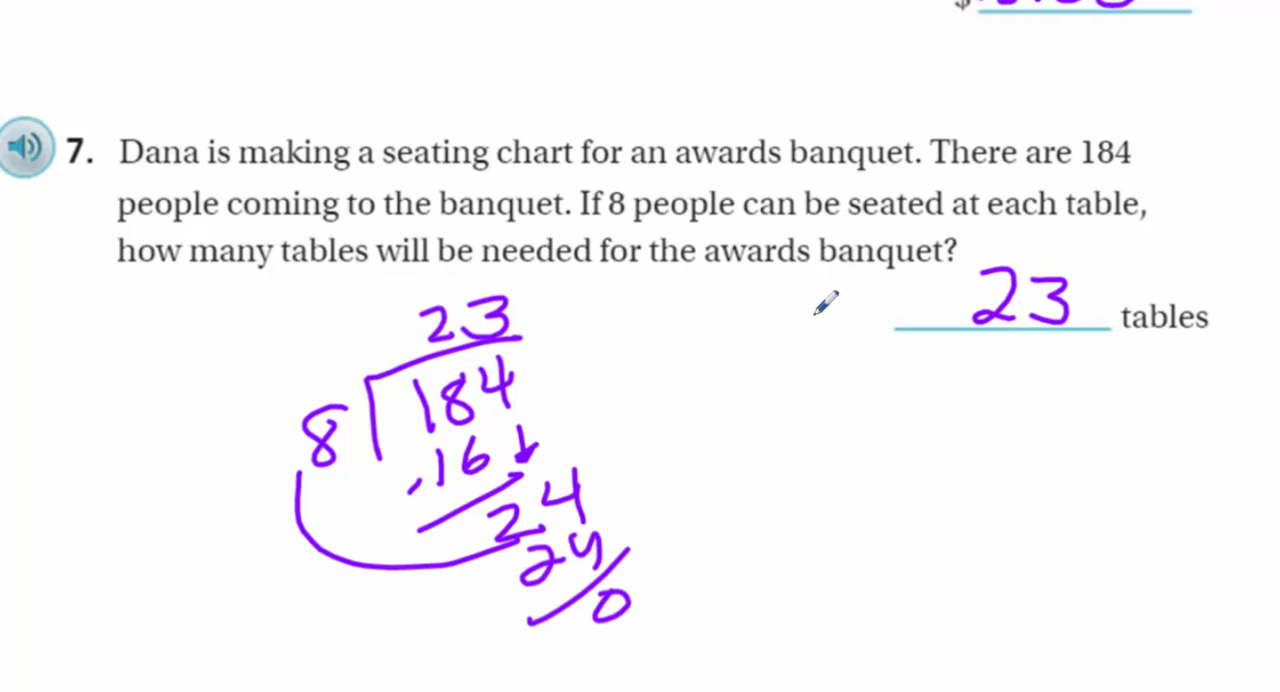 $
7. Dana is making a seating chart for an awards banquet. There are 184
people coming to the banquet. If 8 people can be seated at each table,
how many tables will be needed for the awards banquet?
23 tables
23
8 184
16
24
24
0